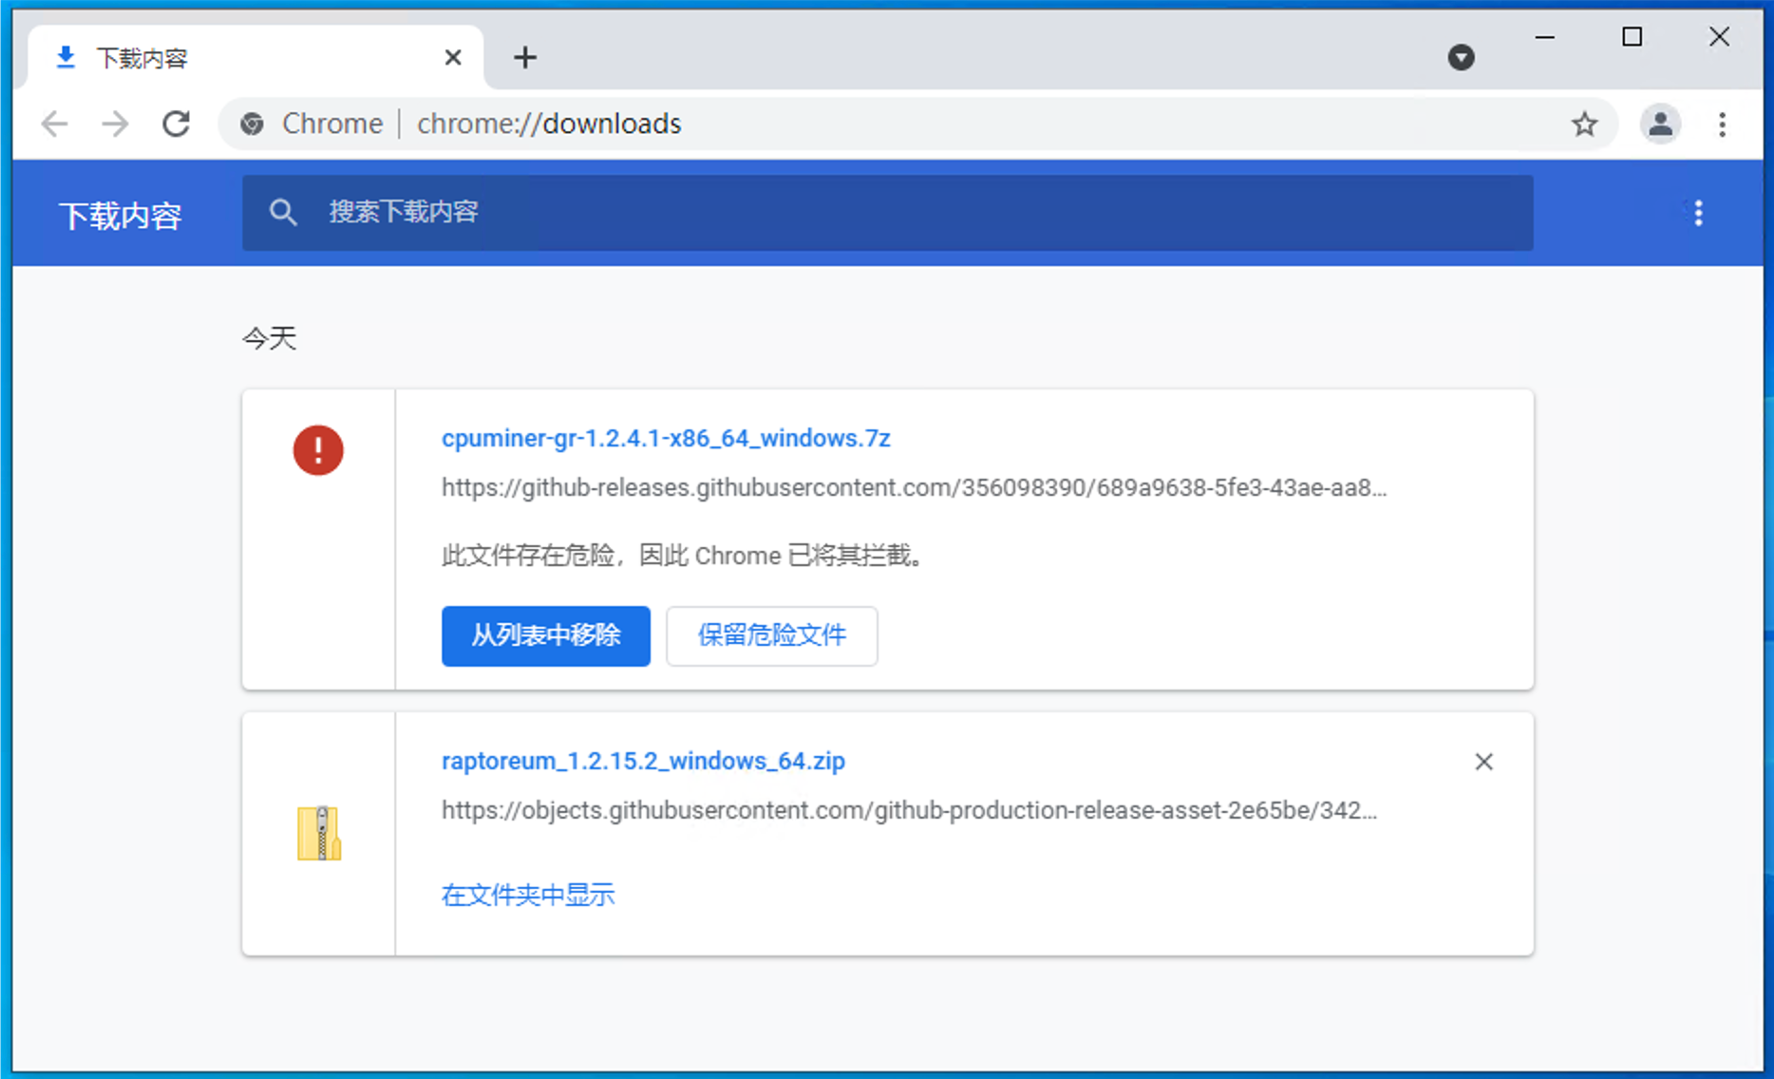 下载内容
Chrome | chrome://downloads
下载内容
搜索下载内容
今天
cpuminer-gr-1.2.4.1-x86_64_windows.7z
https://github-releases.githubusercontent.com/356098390/689a9638-5fe3-43ae-aa8...
此文件存在危险，因此 Chrome 已将其拦截。
从列表中移除
保留危险文件
raptoreum_1.2.15.2_windows_64.zip
https://objects.githubusercontent.com/github-production-release-asset-2e65be/342...
在文件夹中显示